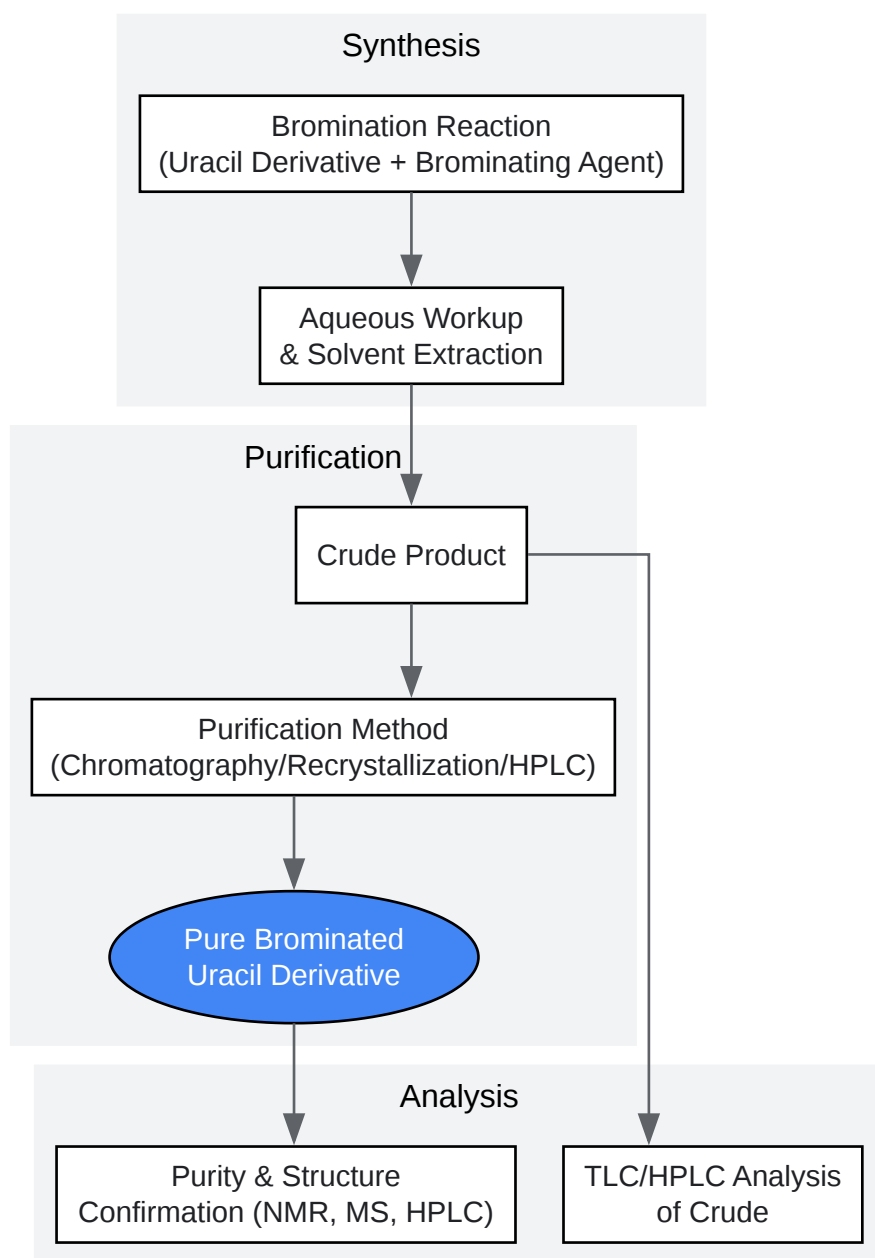 Synthesis
Bromination Reaction
(Uracil Derivative + Brominating Agent)
Aqueous Workup
& Solvent Extraction
Purification
Crude Product
Purification Method
(Chromatography/Recrystallization/HPLC)
Pure Brominated
Uracil Derivative
Analysis
Purity & Structure
Confirmation (NMR, MS, HPLC)
TLC/HPLC Analysis
of Crude